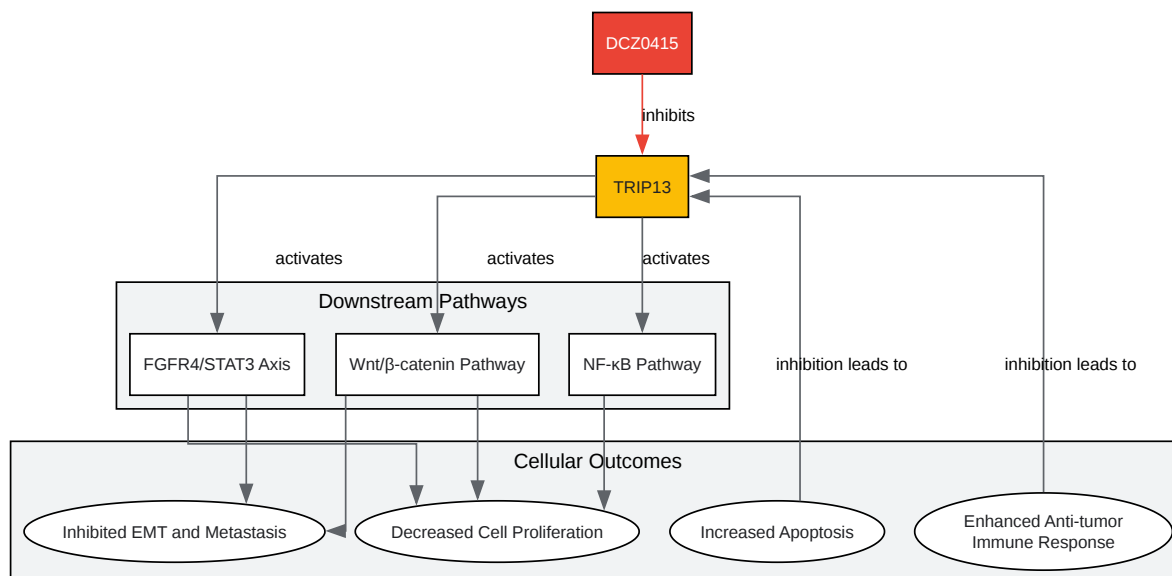 DCZ0415
inhibits
TRIP13
activates
activates
activates
Downstream Pathways
FGFR4/STAT3 Axis
Wnt/β-catenin Pathway
NF-κB Pathway
inhibition leads to
inhibition leads to
Cellular Outcomes
Inhibited EMT and Metastasis
Decreased Cell Proliferation
Increased Apoptosis
Enhanced Anti-tumor
Immune Response